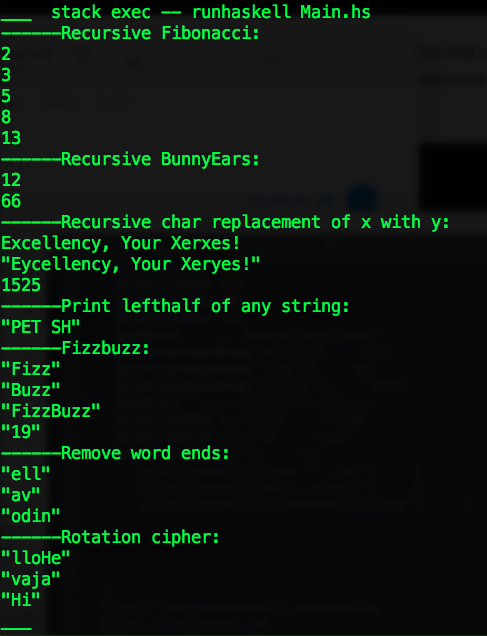 ___  stack exec -- runhaskell Main.hs
------Recursive Fibonacci:
2
3
5
8
13
------Recursive BunnyEars:
12
66
------Recursive char replacement of x with y:
Excellency, Your Xerxes!
"Eycellency, Your Xeryes!"
1525
------Print lefthalf of any string:
"PET SH"
------Fizzbuzz:
"Fizz"
"Buzz"
"FizzBuzz"
"19"
------Remove word ends:
"ell"
"av"
"odin"
------Rotation cipher:
"lloHe"
"vaja"
"Hi"
___